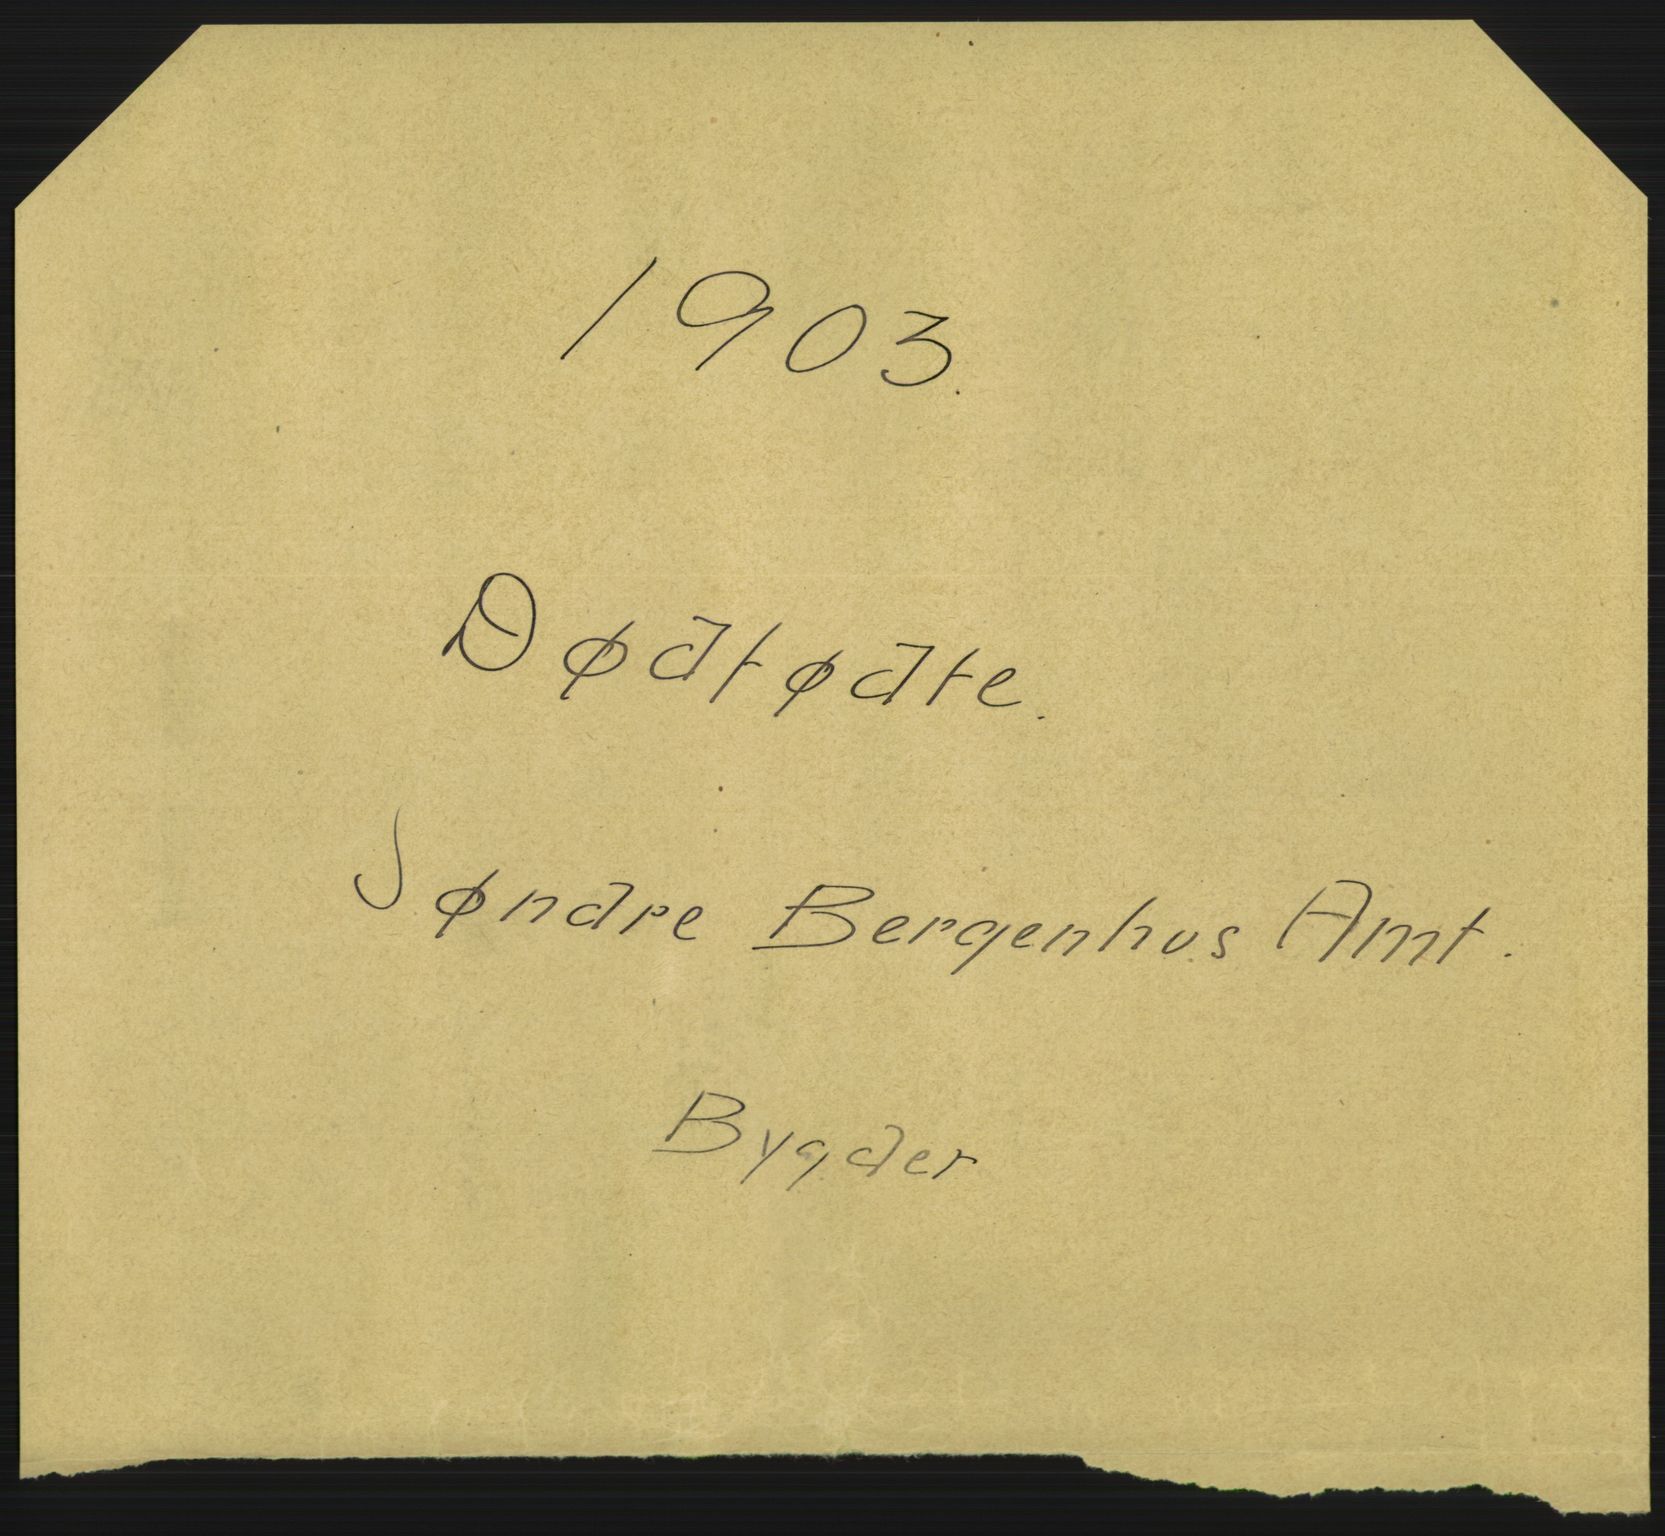 1903.
Dødfødte.
Søndre Bergenhus Amt.
Bygder